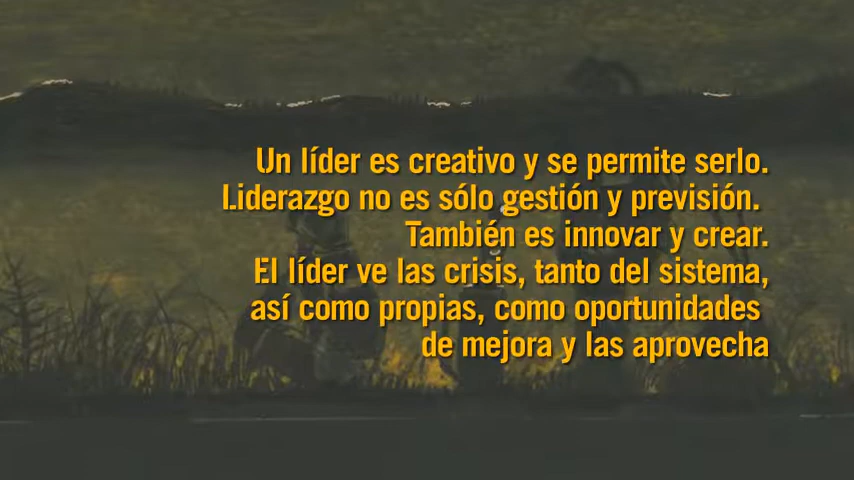 Un líder es creativo y se permite serlo.
Liderazgo no es sólo gestión y previsión.
También es innovar y crear.
El líder ve las crisis, tanto del sistema,
así como propias, como oportunidades
de mejora y las aprovecha